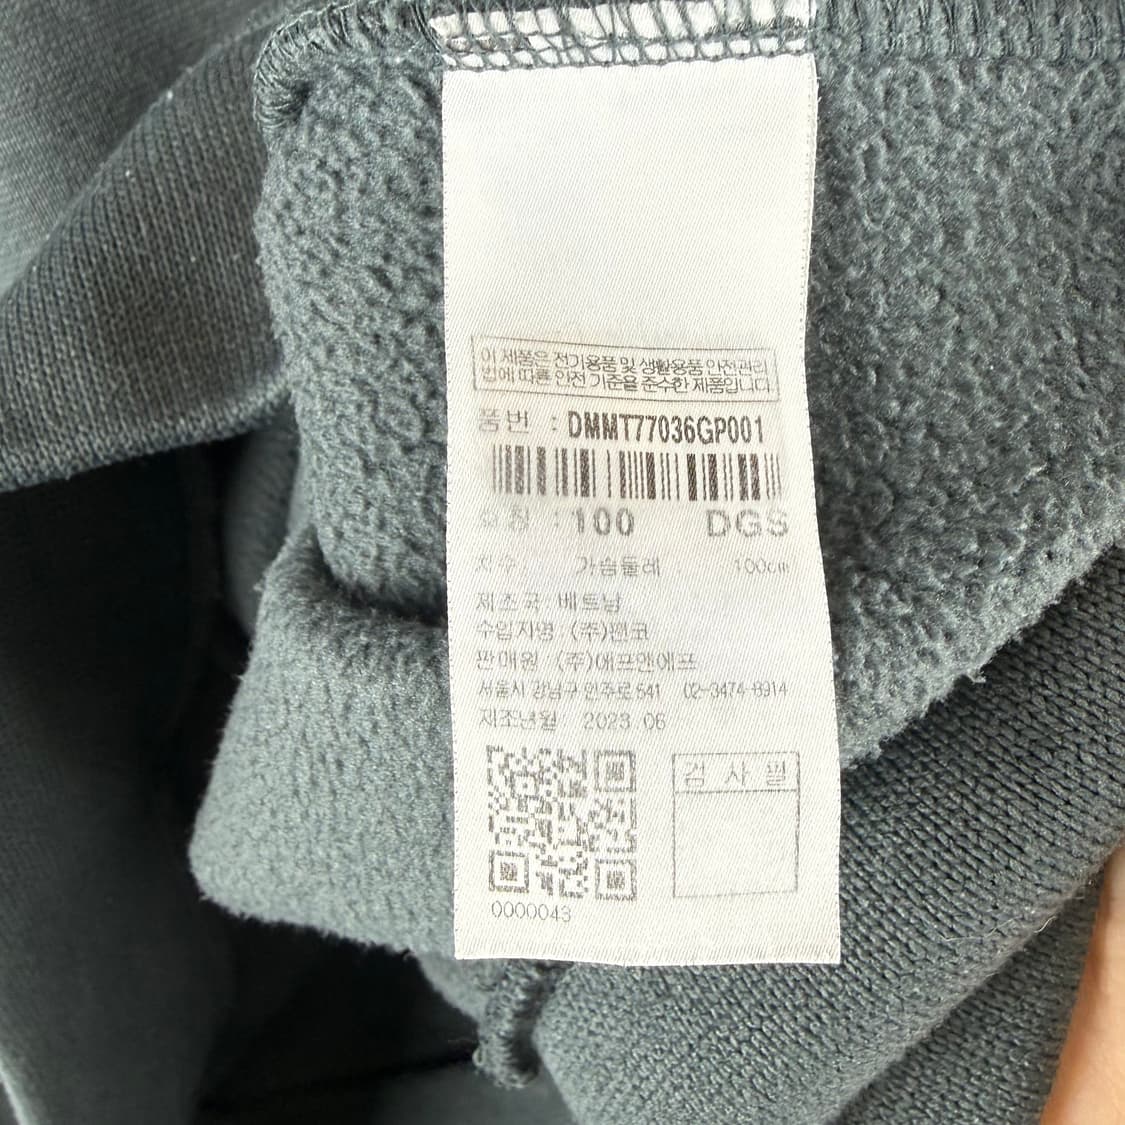 이 제품은 전기용품 및 생활용품 안전관리
법에 따른 안전 기준을 준수한 제품입니다.
품번 : DMMT77036GP001
호칭 : 100 DGS
치수: 가슴둘레 : 100cm
제조국: 베트남
수입자명 : (주)팬코
판매원 : (주)에프앤에프
서울시 강남구 언주로 541 02-3474-8914
제조년월: 2023.06
검 사 필
0000043